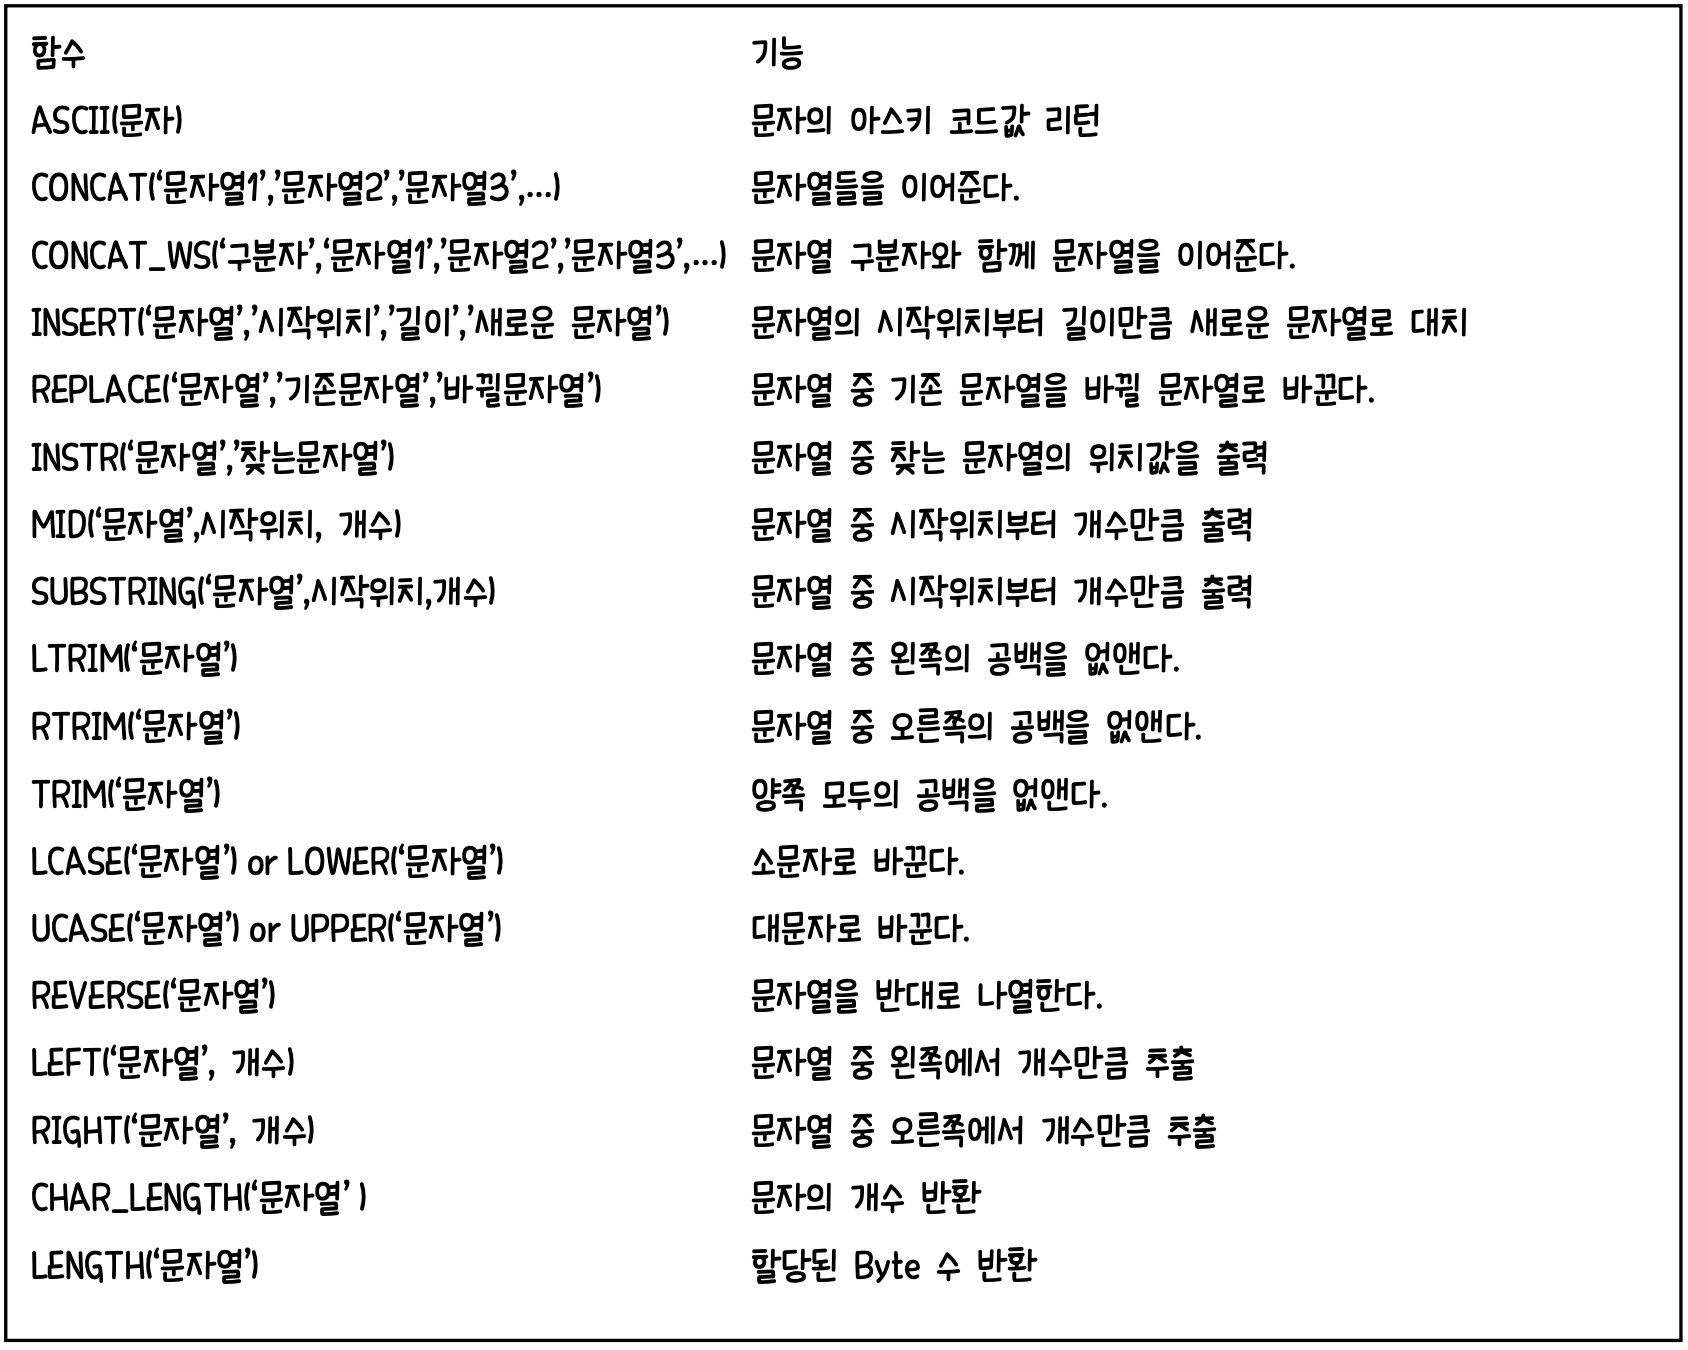 함수 기능
ASCII(문자) 문자의 아스키 코드값 리턴
CONCAT(‘문자열1’,’문자열2’,’문자열3’,...) 문자열들을 이어준다.
CONCAT_WS(‘구분자’,‘문자열1’,’문자열2’,’문자열3’,...) 문자열 구분자와 함께 문자열을 이어준다.
INSERT(‘문자열’,’시작위치’,’길이’,’새로운 문자열’) 문자열의 시작위치부터 길이만큼 새로운 문자열로 대치
REPLACE(‘문자열’,’기존문자열’,’바뀔문자열’) 문자열 중 기존 문자열을 바뀔 문자열로 바꾼다.
INSTR(‘문자열’,’찾는문자열’) 문자열 중 찾는 문자열의 위치값을 출력
MID(‘문자열’,시작위치, 개수) 문자열 중 시작위치부터 개수만큼 출력
SUBSTRING(‘문자열’,시작위치,개수) 문자열 중 시작위치부터 개수만큼 출력
LTRIM(‘문자열’) 문자열 중 왼쪽의 공백을 없앤다.
RTRIM(‘문자열’) 문자열 중 오른쪽의 공백을 없앤다.
TRIM(‘문자열’) 양쪽 모두의 공백을 없앤다.
LCASE(‘문자열’) or LOWER(‘문자열’) 소문자로 바꾼다.
UCASE(‘문자열’) or UPPER(‘문자열’) 대문자로 바꾼다.
REVERSE(‘문자열’) 문자열을 반대로 나열한다.
LEFT(‘문자열’, 개수) 문자열 중 왼쪽에서 개수만큼 추출
RIGHT(‘문자열’, 개수) 문자열 중 오른쪽에서 개수만큼 추출
CHAR_LENGTH(‘문자열’ ) 문자의 개수 반환
LENGTH(‘문자열’) 할당된 Byte 수 반환